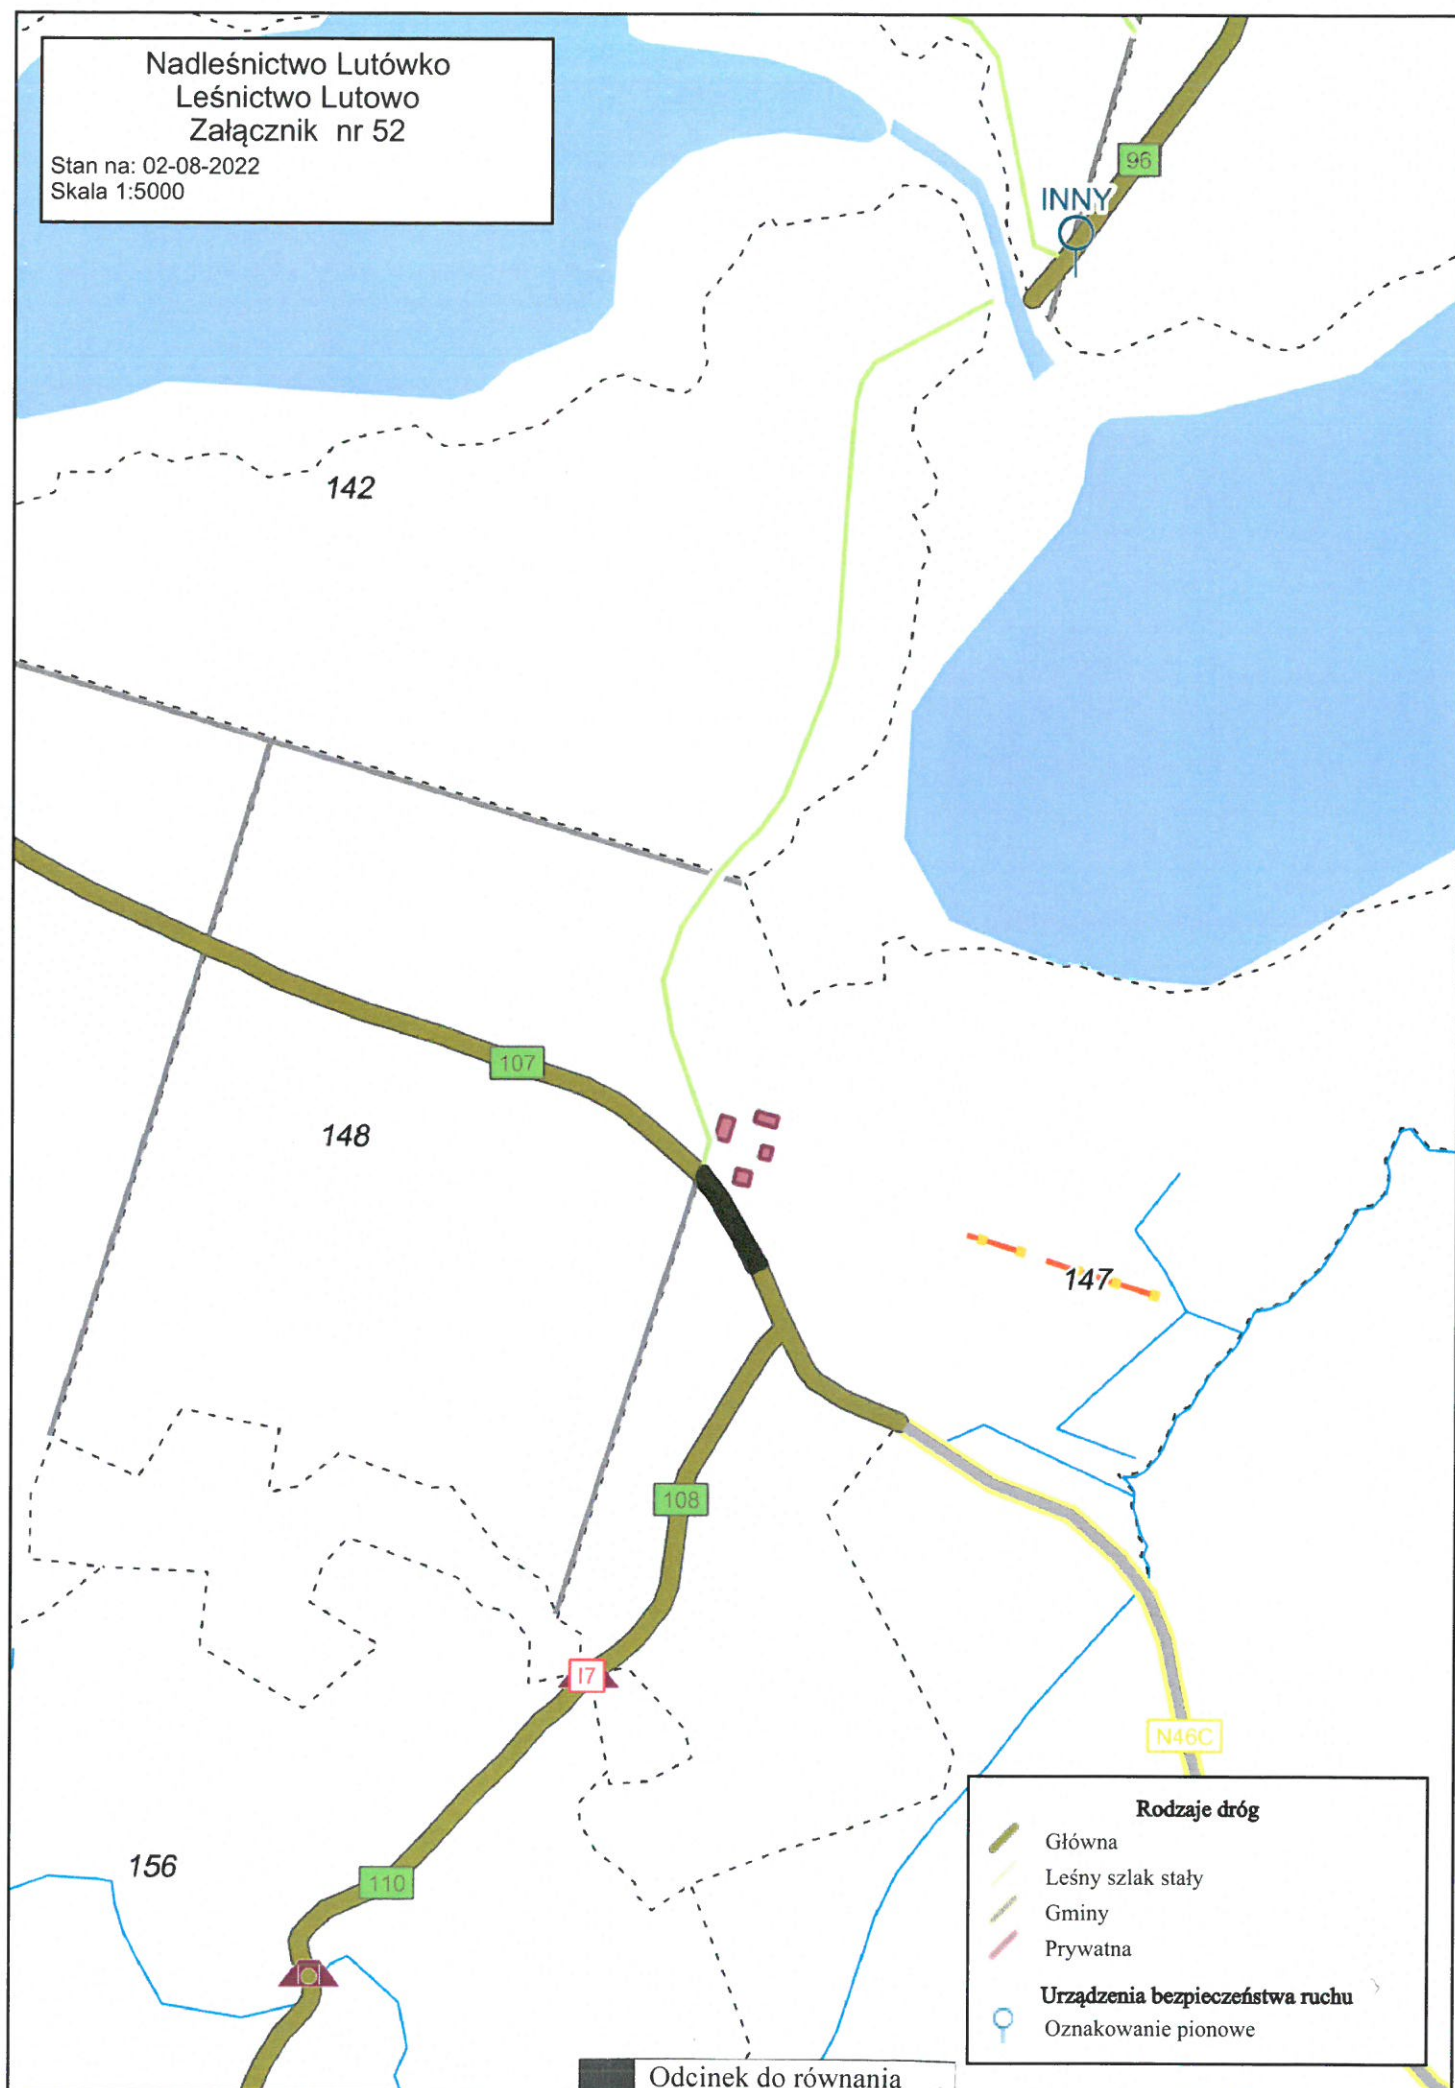 Nadleśnictwo Lutówko
Leśnictwo Lutowo
Załącznik nr 52
Stan na: 02-08-2022
Skala 1:5000
96
INNY
142
107
148
147
108
I7
N46C
156
110
Rodzaje dróg
Główna
Leśny szlak stały
Gminy
Prywatna
Urządzenia bezpieczeństwa ruchu
Oznakowanie pionowe
Odcinek do równania